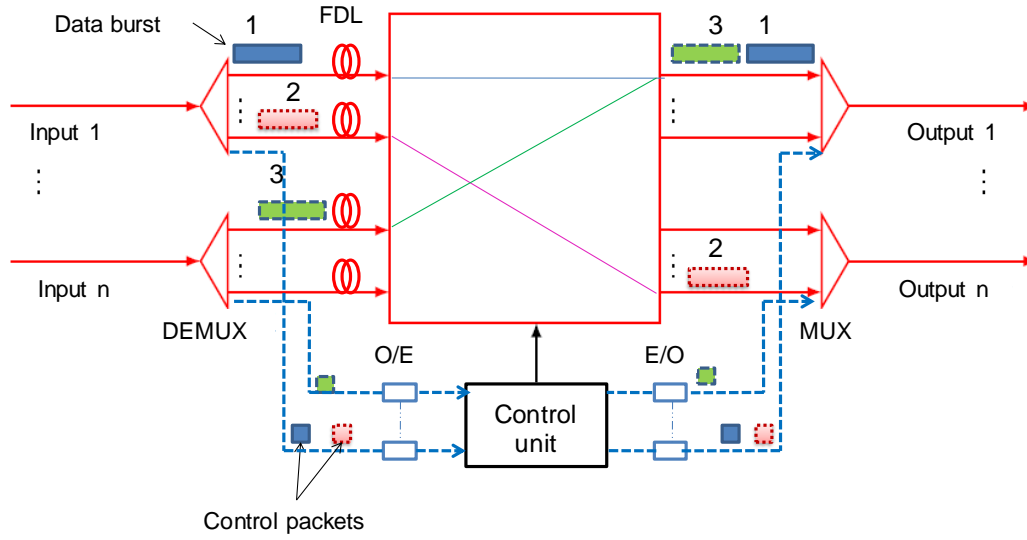 Data burst
1
FDL
3
1
2
Input 1
Output 1
⋮
⋮
⋮
⋮
3
2
⋮
⋮
Input n
Output n
DEMUX
MUX
O/E
E/O
Control
unit
Control packets